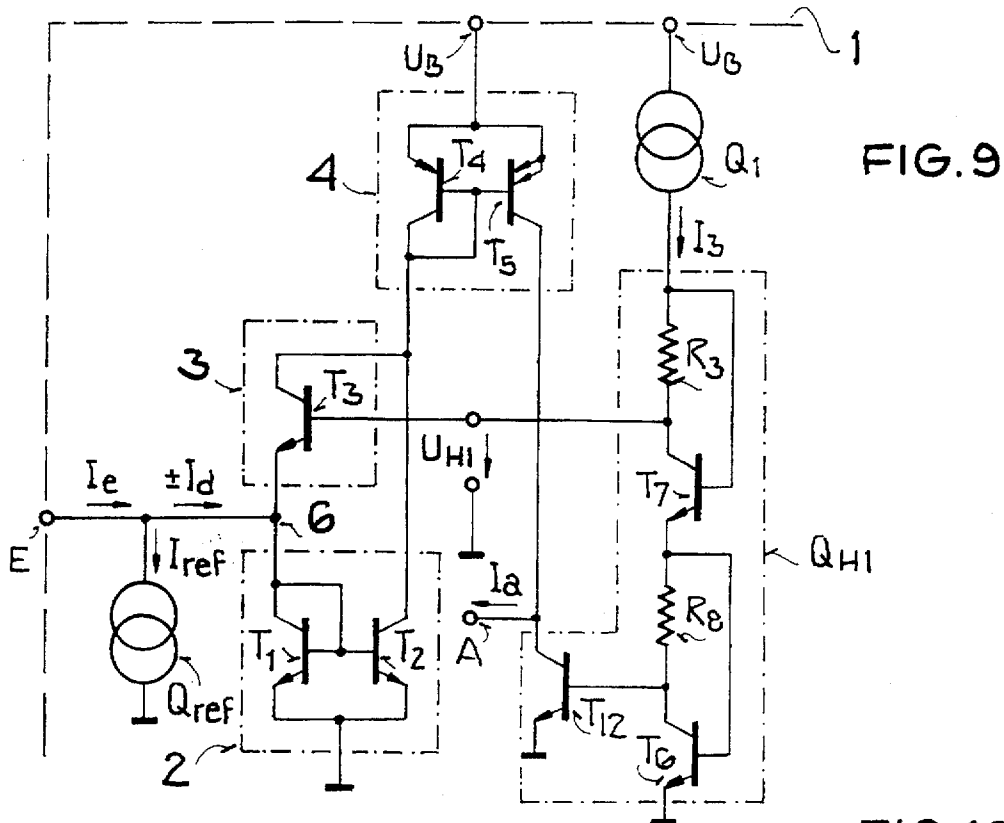 UB
UB
1
FIG.9
4
T4
T5
Q1
I3
3
T3
R3
UH1
T7
QH1
Ie
±Id
6
E
Iref
Ia
A
R8
T1
T2
Qref
T12
T6
2